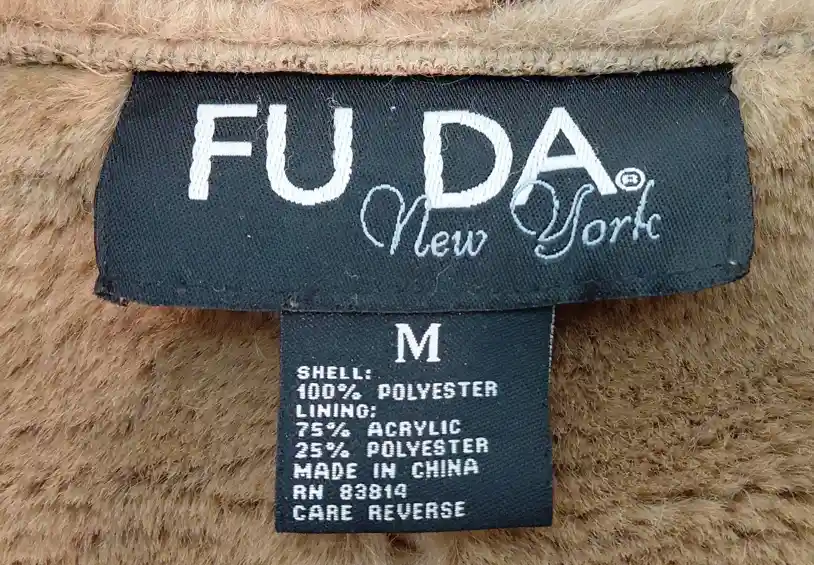 FU DA®
New York
M
SHELL:
100% POLYESTER
LINING:
75% ACRYLIC
25% POLYESTER
MADE IN CHINA
RN 83814
CARE REVERSE